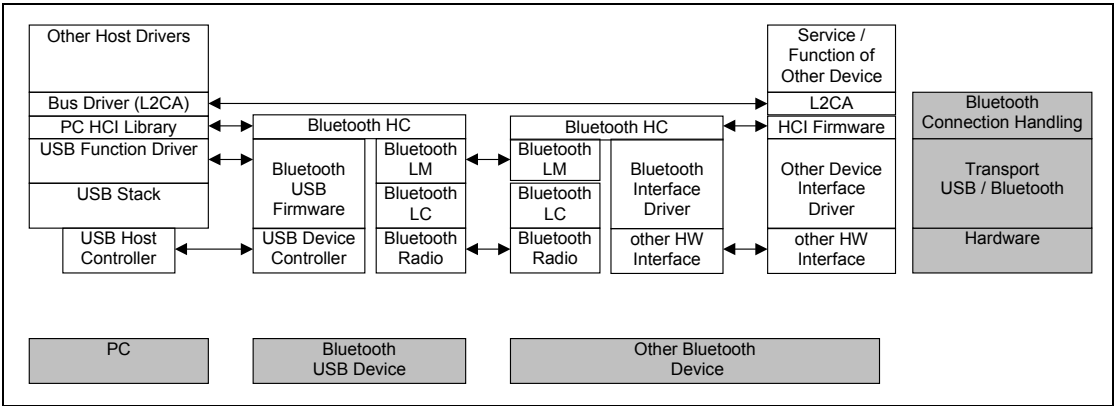 Other Host Drivers
Bus Driver (L2CA)
PC HCI Library
USB Function Driver
USB Stack
USB Host
Controller
Bluetooth HC
Bluetooth
USB
Firmware
USB Device
Controller
Bluetooth
LM
Bluetooth
LC
Bluetooth
Radio
Bluetooth HC
Bluetooth
LM
Bluetooth
LC
Bluetooth
Radio
Bluetooth
Interface
Driver
other HW
Interface
Service /
Function of
Other Device
L2CA
HCI Firmware
Other Device
Interface
Driver
other HW
Interface
Bluetooth
Connection Handling
Transport
USB / Bluetooth
Hardware
PC
Bluetooth
USB Device
Other Bluetooth
Device